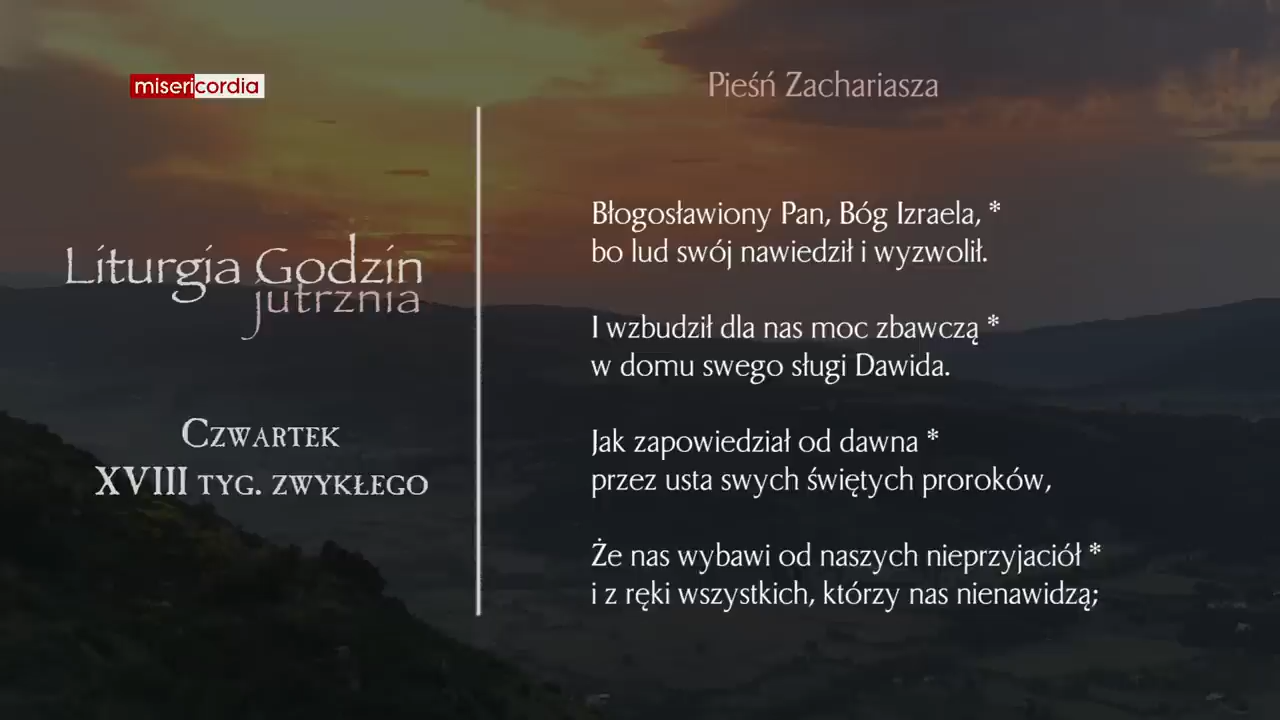 misericordia
Liturgia Godzin
jutrznia
Czwartek
XVIII tyg. zwykłego
Pieśń Zachariasza
Błogosławiony Pan, Bóg Izraela, *
bo lud swój nawiedził i wyzwolił.
I wzbudził dla nas moc zbawczą *
w domu swego sługi Dawida.
Jak zapowiedział od dawna *
przez usta swych świętych proroków,
Że nas wybawi od naszych nieprzyjaciół *
i z ręki wszystkich, którzy nas nienawidzą;